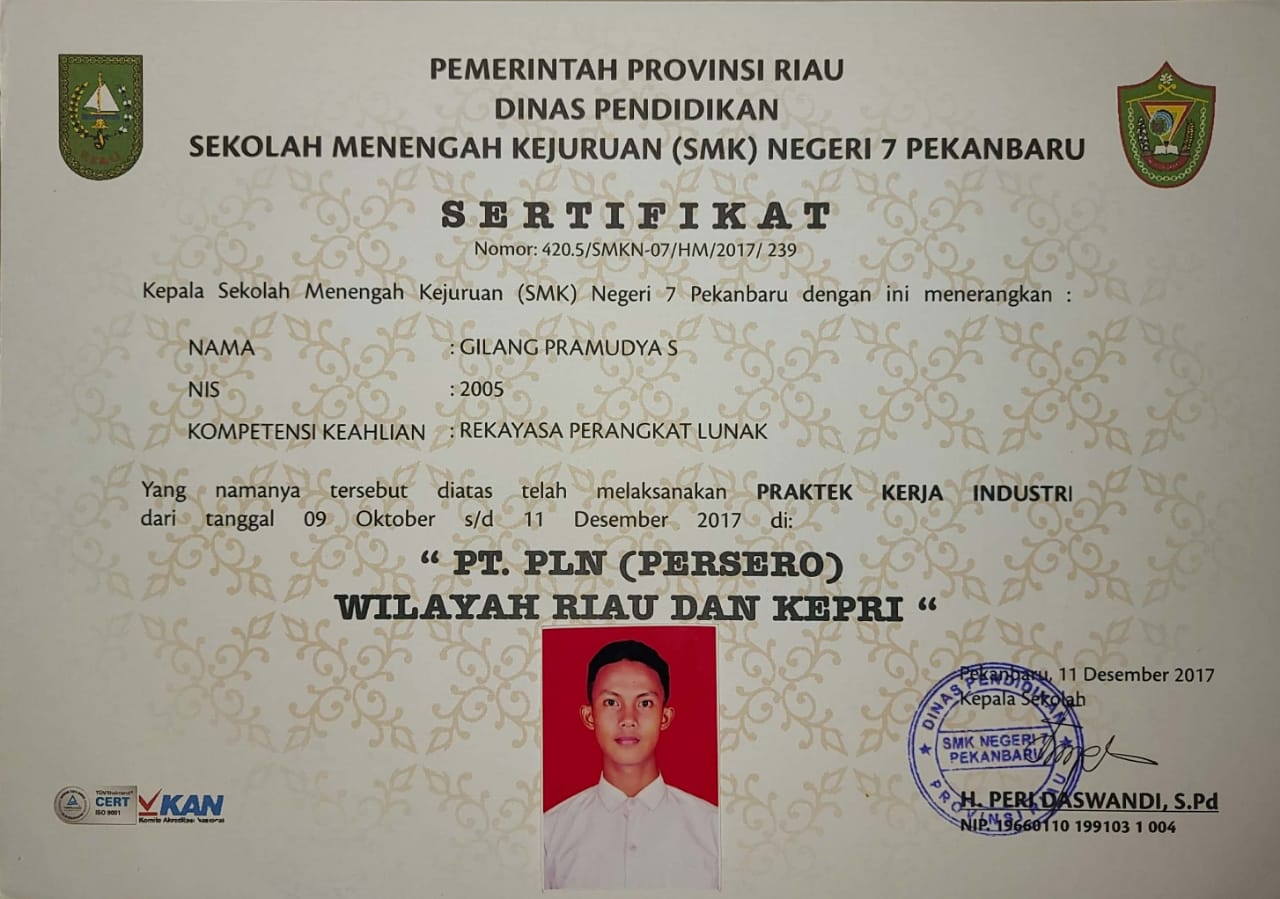 PEMERINTAH PROVINSI RIAU
DINAS PENDIDIKAN
SEKOLAH MENENGAH KEJURUAN (SMK) NEGERI 7 PEKANBARU
RIAU
SERTIFIKAT
Nomor: 420.5/SMKN-07/HM/2017/ 239
Kepala Sekolah Menengah Kejuruan (SMK) Negeri 7 Pekanbaru dengan ini menerangkan :
NAMA : GILANG PRAMUDYA S
NIS : 2005
KOMPETENSI KEAHLIAN : REKAYASA PERANGKAT LUNAK
Yang namanya tersebut diatas telah melaksanakan PRAKTEK KERJA INDUSTRI
dari tanggal 09 Oktober s/d 11 Desember 2017 di:
“ PT. PLN (PERSERO)
WILAYAH RIAU DAN KEPRI “
Pekanbaru, 11 Desember 2017
Kepala Sekolah
DINAS PENDIDIKAN
SMK NEGERI
PEKANBARU
PROVINSI RIAU
H. PERI DASWANDI, S.Pd
NIP. 19660110 199103 1 004
CERT
ISO 9001
KAN
Komite Akreditasi Nasional